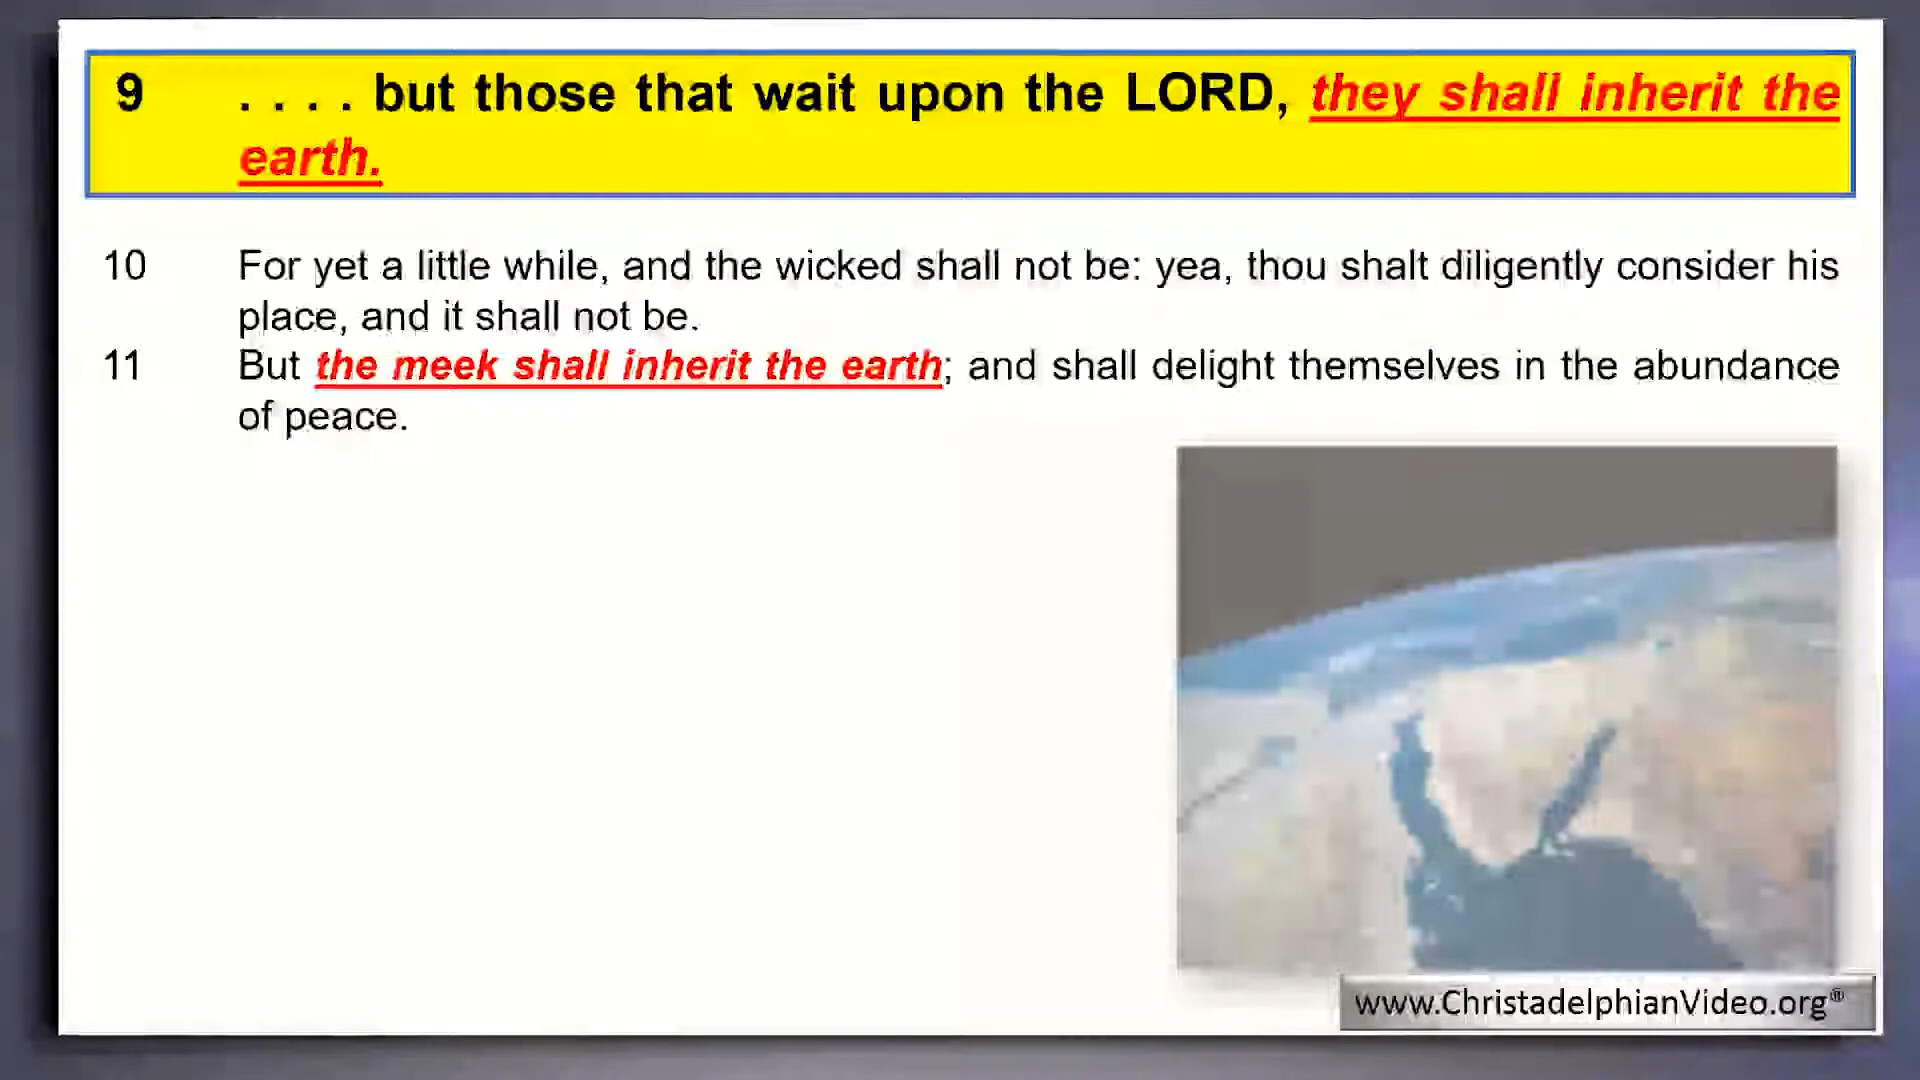 9 . . . . but those that wait upon the LORD, they shall inherit the
earth.
10 For yet a little while, and the wicked shall not be: yea, thou shalt diligently consider his
place, and it shall not be.
11 But the meek shall inherit the earth; and shall delight themselves in the abundance
of peace.
www.ChristadelphianVideo.org®